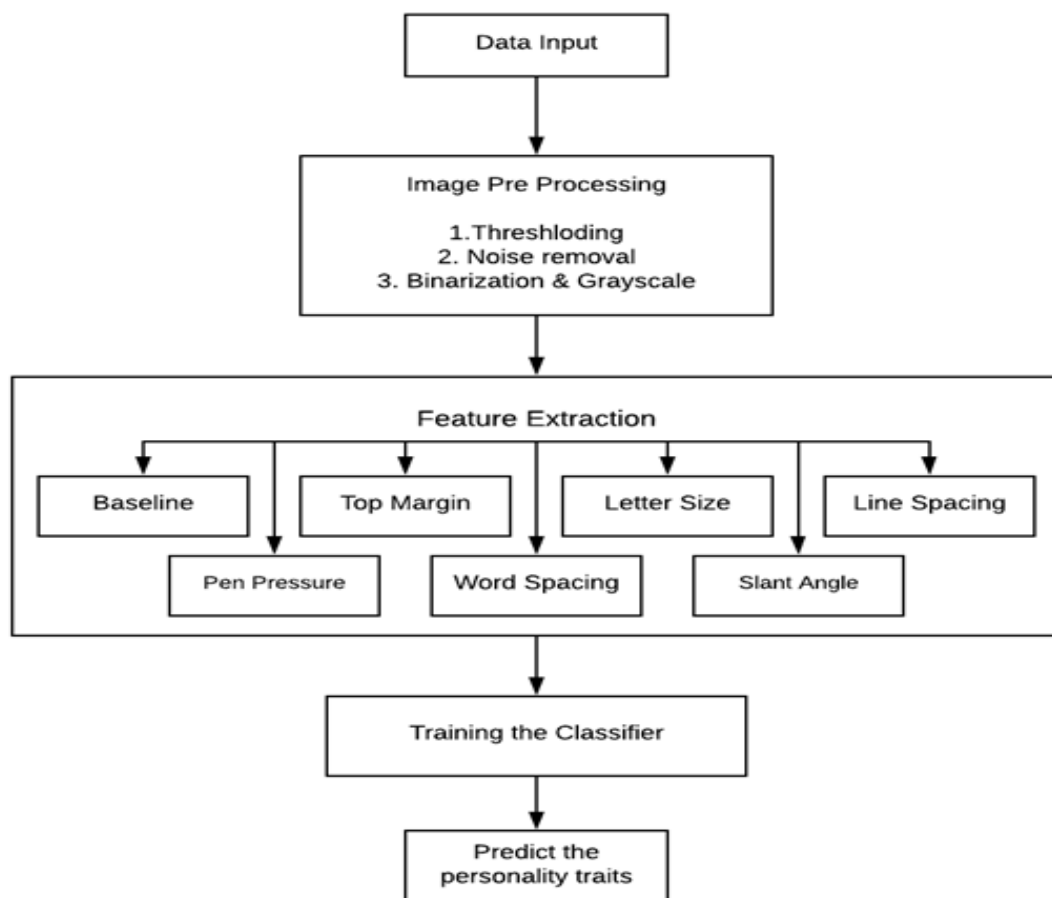 Data Input
Image Pre Processing
1.Threshloding
2. Noise removal
3. Binarization & Grayscale
Feature Extraction
Baseline
Top Margin
Letter Size
Line Spacing
Pen Pressure
Word Spacing
Slant Angle
Training the Classifier
Predict the
personality traits